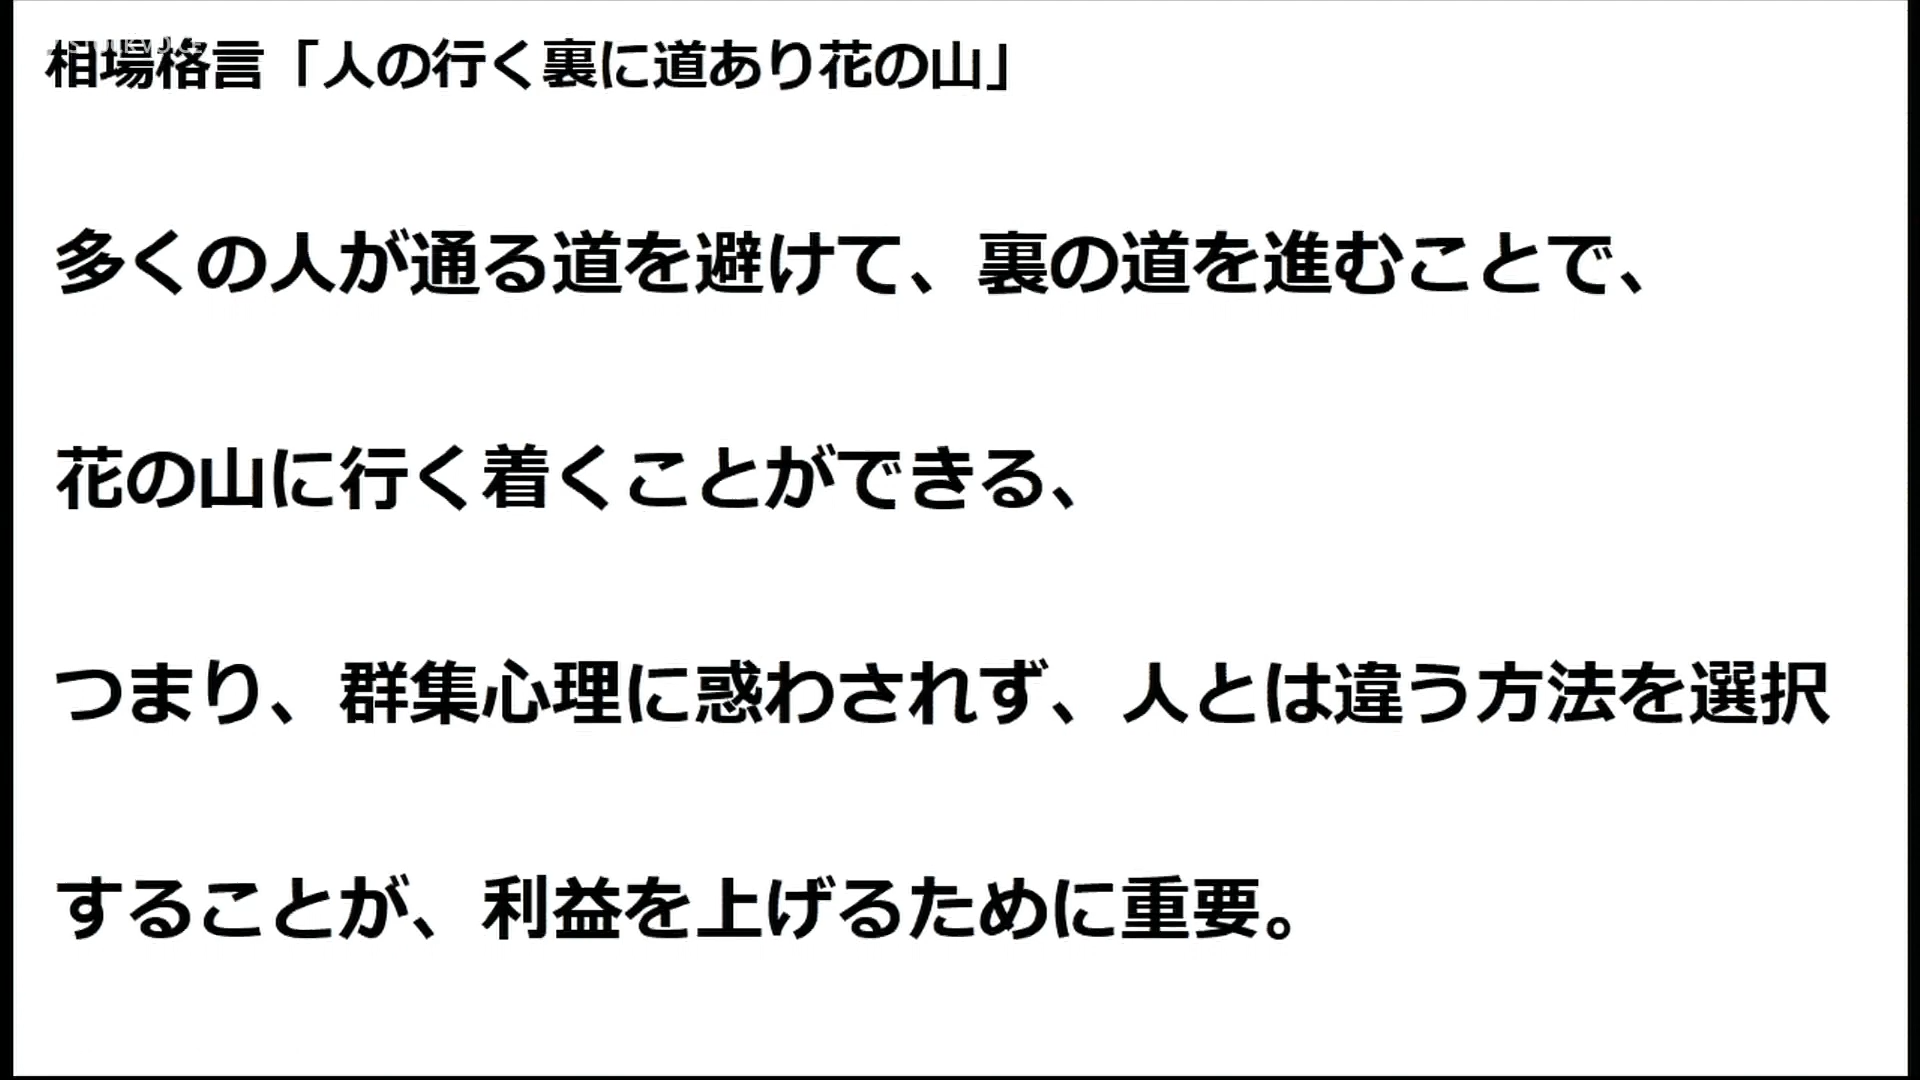 相場格言「人の行く裏に道あり花の山」
多くの人が通る道を避けて、裏の道を進むことで、
花の山に行く着くことができる、
つまり、群集心理に惑わされず、人とは違う方法を選択
することが、利益を上げるために重要。